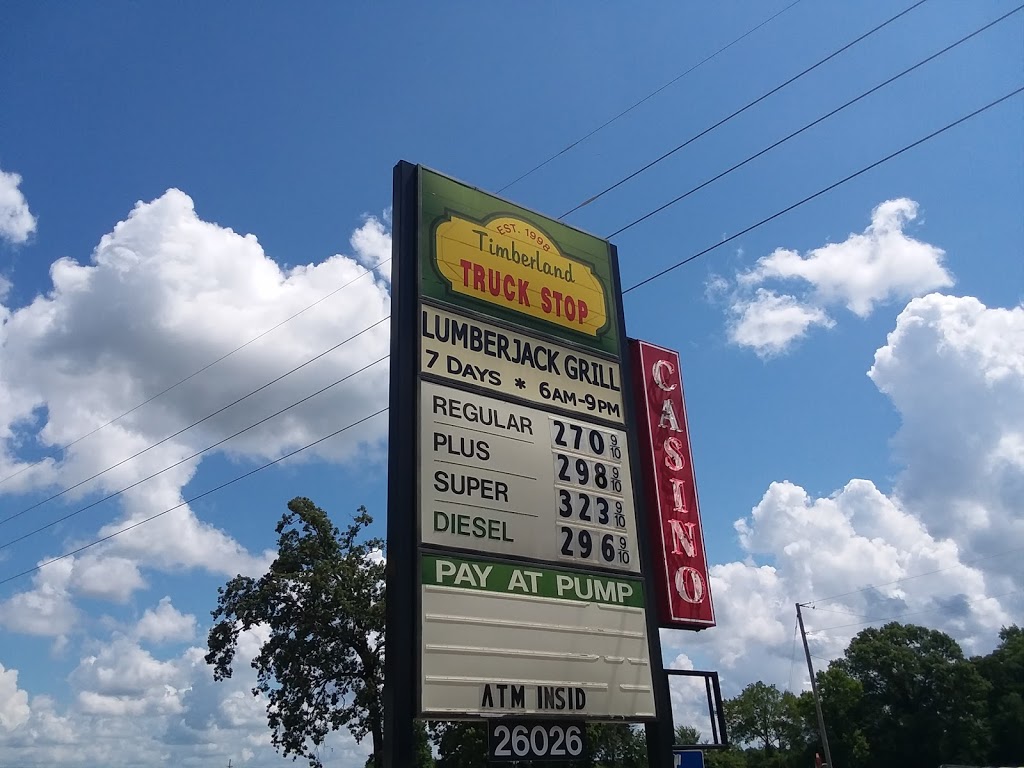 EST. 1998
Timberland
TRUCK STOP
LUMBERJACK GRILL
7 DAYS * 6AM-9PM
REGULAR 270 9/10
PLUS 298 9/10
SUPER 323 9/10
DIESEL 296 9/10
PAY AT PUMP
ATM INSID
26026
CASINO